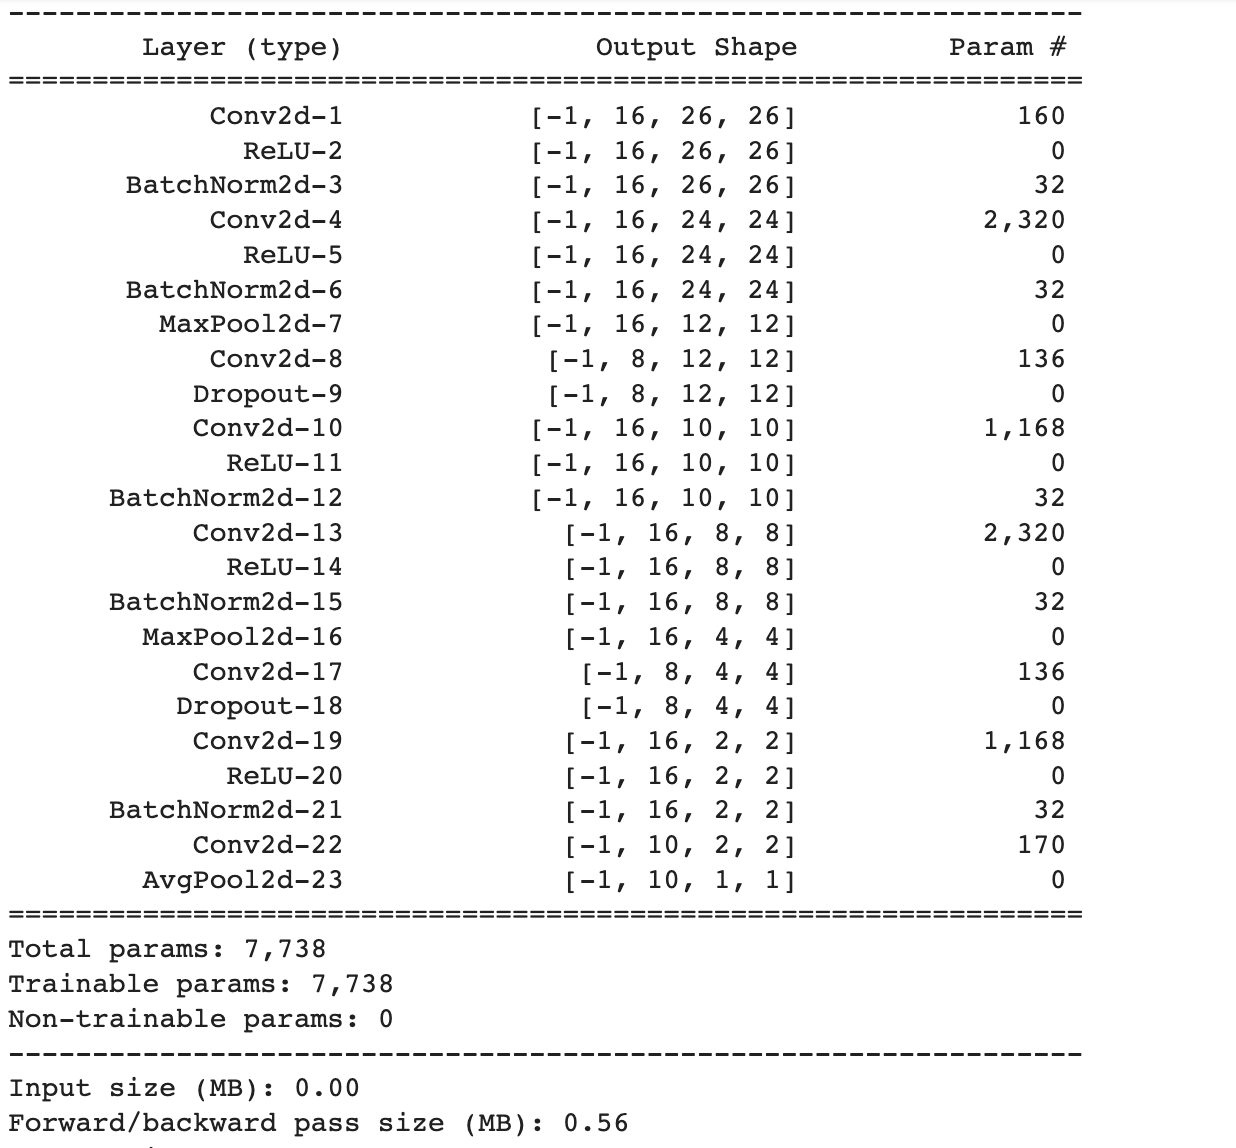 ----------------------------------------------------------------
Layer (type) Output Shape Param #
================================================================
Conv2d-1 [-1, 16, 26, 26] 160
ReLU-2 [-1, 16, 26, 26] 0
BatchNorm2d-3 [-1, 16, 26, 26] 32
Conv2d-4 [-1, 16, 24, 24] 2,320
ReLU-5 [-1, 16, 24, 24] 0
BatchNorm2d-6 [-1, 16, 24, 24] 32
MaxPool2d-7 [-1, 16, 12, 12] 0
Conv2d-8 [-1, 8, 12, 12] 136
Dropout-9 [-1, 8, 12, 12] 0
Conv2d-10 [-1, 16, 10, 10] 1,168
ReLU-11 [-1, 16, 10, 10] 0
BatchNorm2d-12 [-1, 16, 10, 10] 32
Conv2d-13 [-1, 16, 8, 8] 2,320
ReLU-14 [-1, 16, 8, 8] 0
BatchNorm2d-15 [-1, 16, 8, 8] 32
MaxPool2d-16 [-1, 16, 4, 4] 0
Conv2d-17 [-1, 8, 4, 4] 136
Dropout-18 [-1, 8, 4, 4] 0
Conv2d-19 [-1, 16, 2, 2] 1,168
ReLU-20 [-1, 16, 2, 2] 0
BatchNorm2d-21 [-1, 16, 2, 2] 32
Conv2d-22 [-1, 10, 2, 2] 170
AvgPool2d-23 [-1, 10, 1, 1] 0
================================================================
Total params: 7,738
Trainable params: 7,738
Non-trainable params: 0
----------------------------------------------------------------
Input size (MB): 0.00
Forward/backward pass size (MB): 0.56